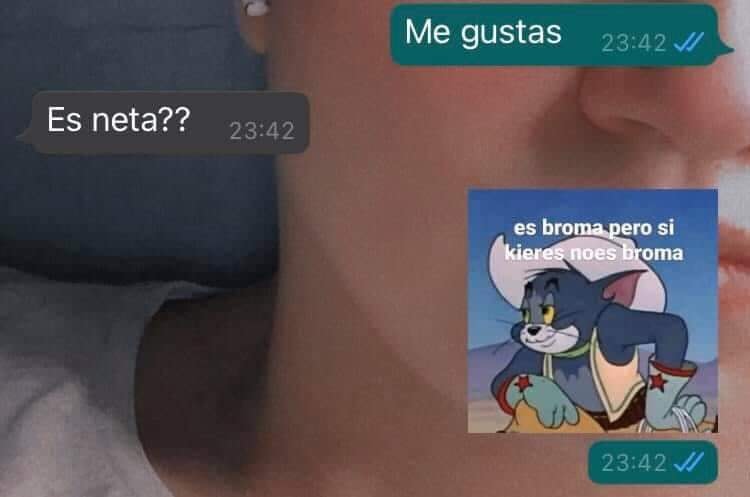 Me gustas 23:42
Es neta?? 23:42
es broma pero si
kieres noes broma
23:42